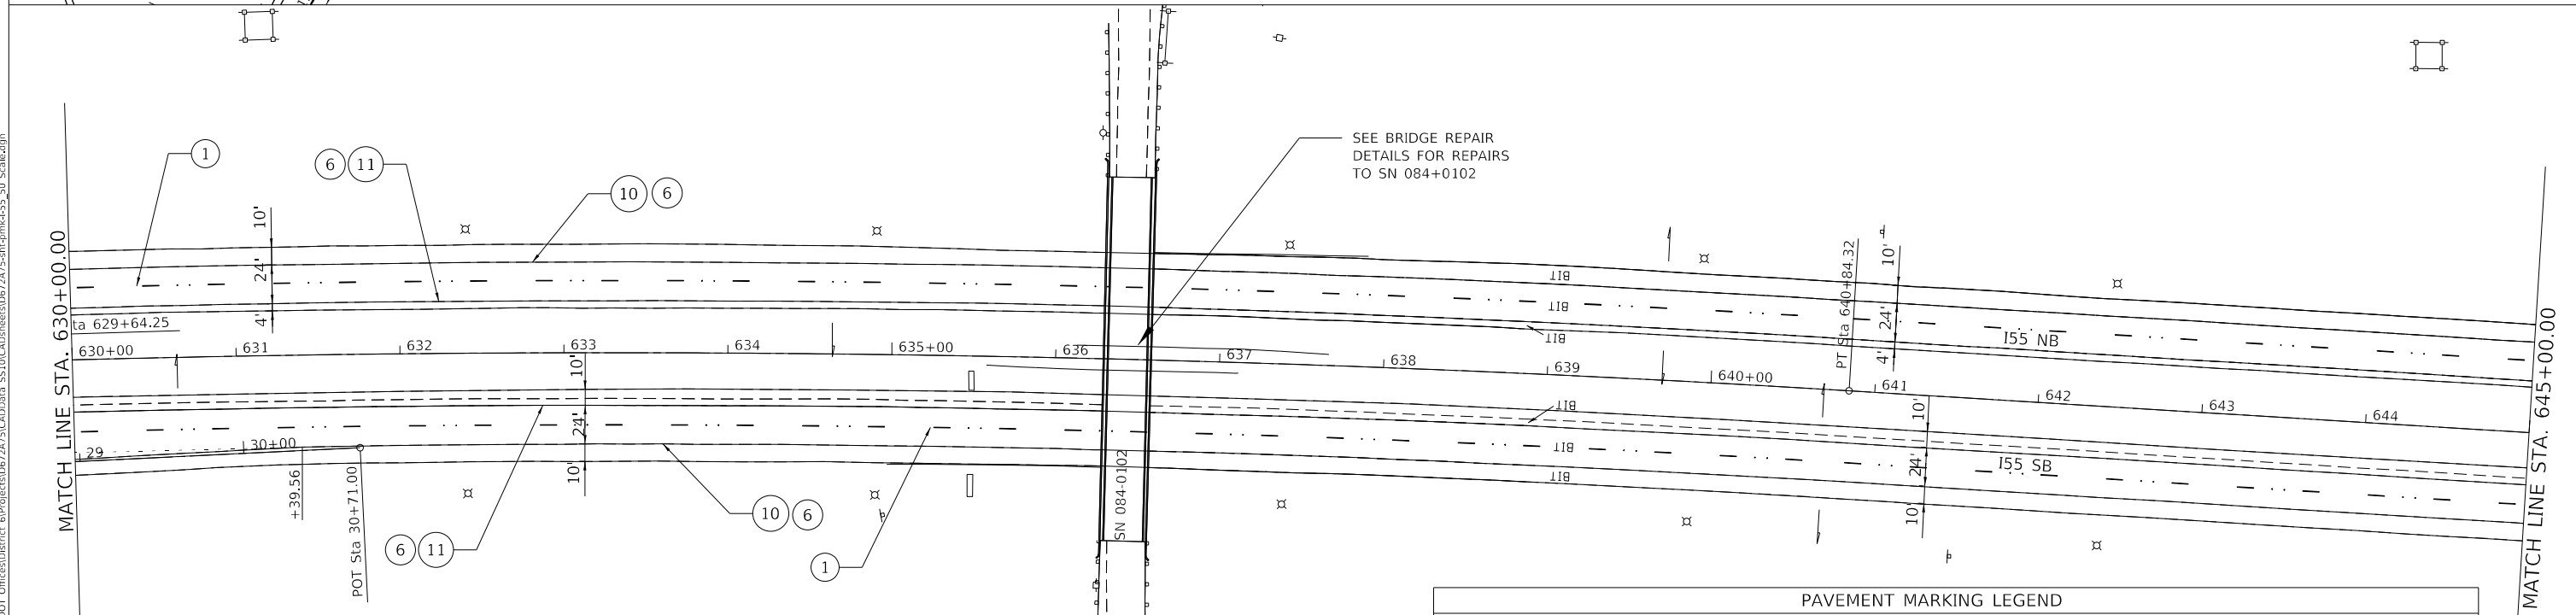 SEE BRIDGE REPAIR
DETAILS FOR REPAIRS
TO SN 084+0102
1
6 11
10 6
MATCH LINE STA. 630+00.00
10'
24'
4'
ta 629+64.25
630+00 631 632 633 634 635+00 636 637 638 639 640+00 641 642 643 644
BIT
BIT
BIT
PT Sta 640+84.32
10'
24'
4'
I55 NB
MATCH LINE STA. 645+00.00
10'
24'
10'
29 30+00
+39.56
POT Sta 30+71.00
SN 084-0102
BIT
BIT
BIT
10'
24'
10'
I55 SB
6 11
10 6
1
PAVEMENT MARKING LEGEND